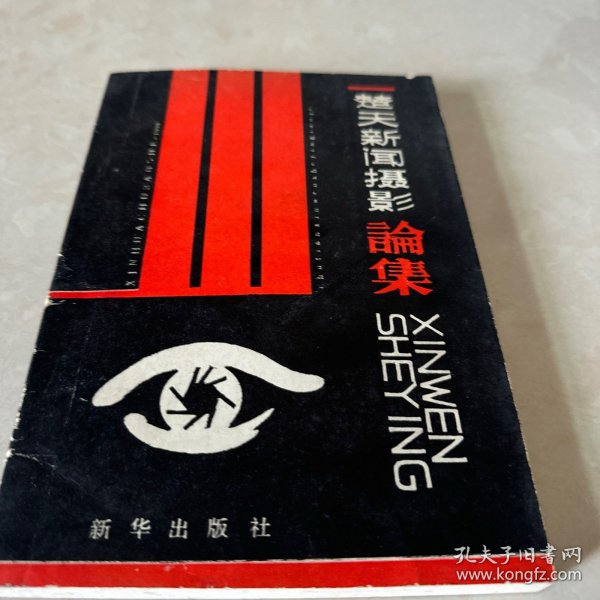 楚天新闻摄影
論集
XINWEN
SHEYING
新华出版社
孔夫子旧书网
www.kongfz.com